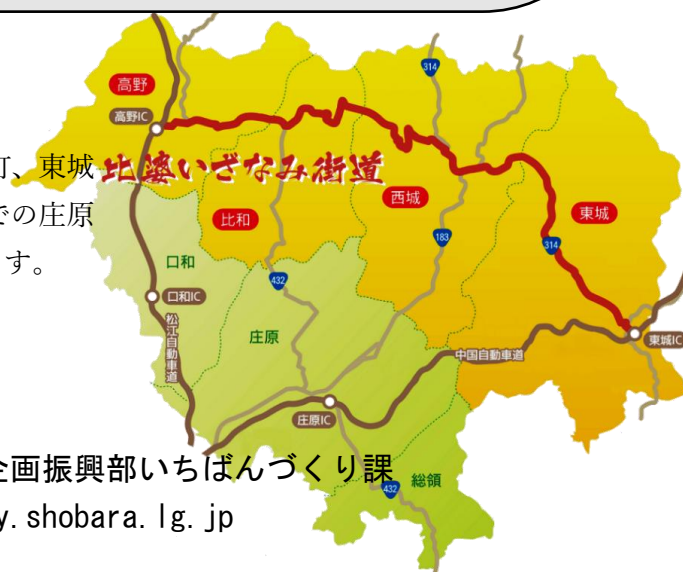 314
高野
高野IC
町、東城
比婆いざなみ街道
での庄原
比和
西城
東城
す。
口和
183
314
432
口和IC
庄原
松江自動車道
中国自動車道
東城IC
庄原IC
企画振興部いちばんづくり課
432
総領
y.shobara.lg.jp